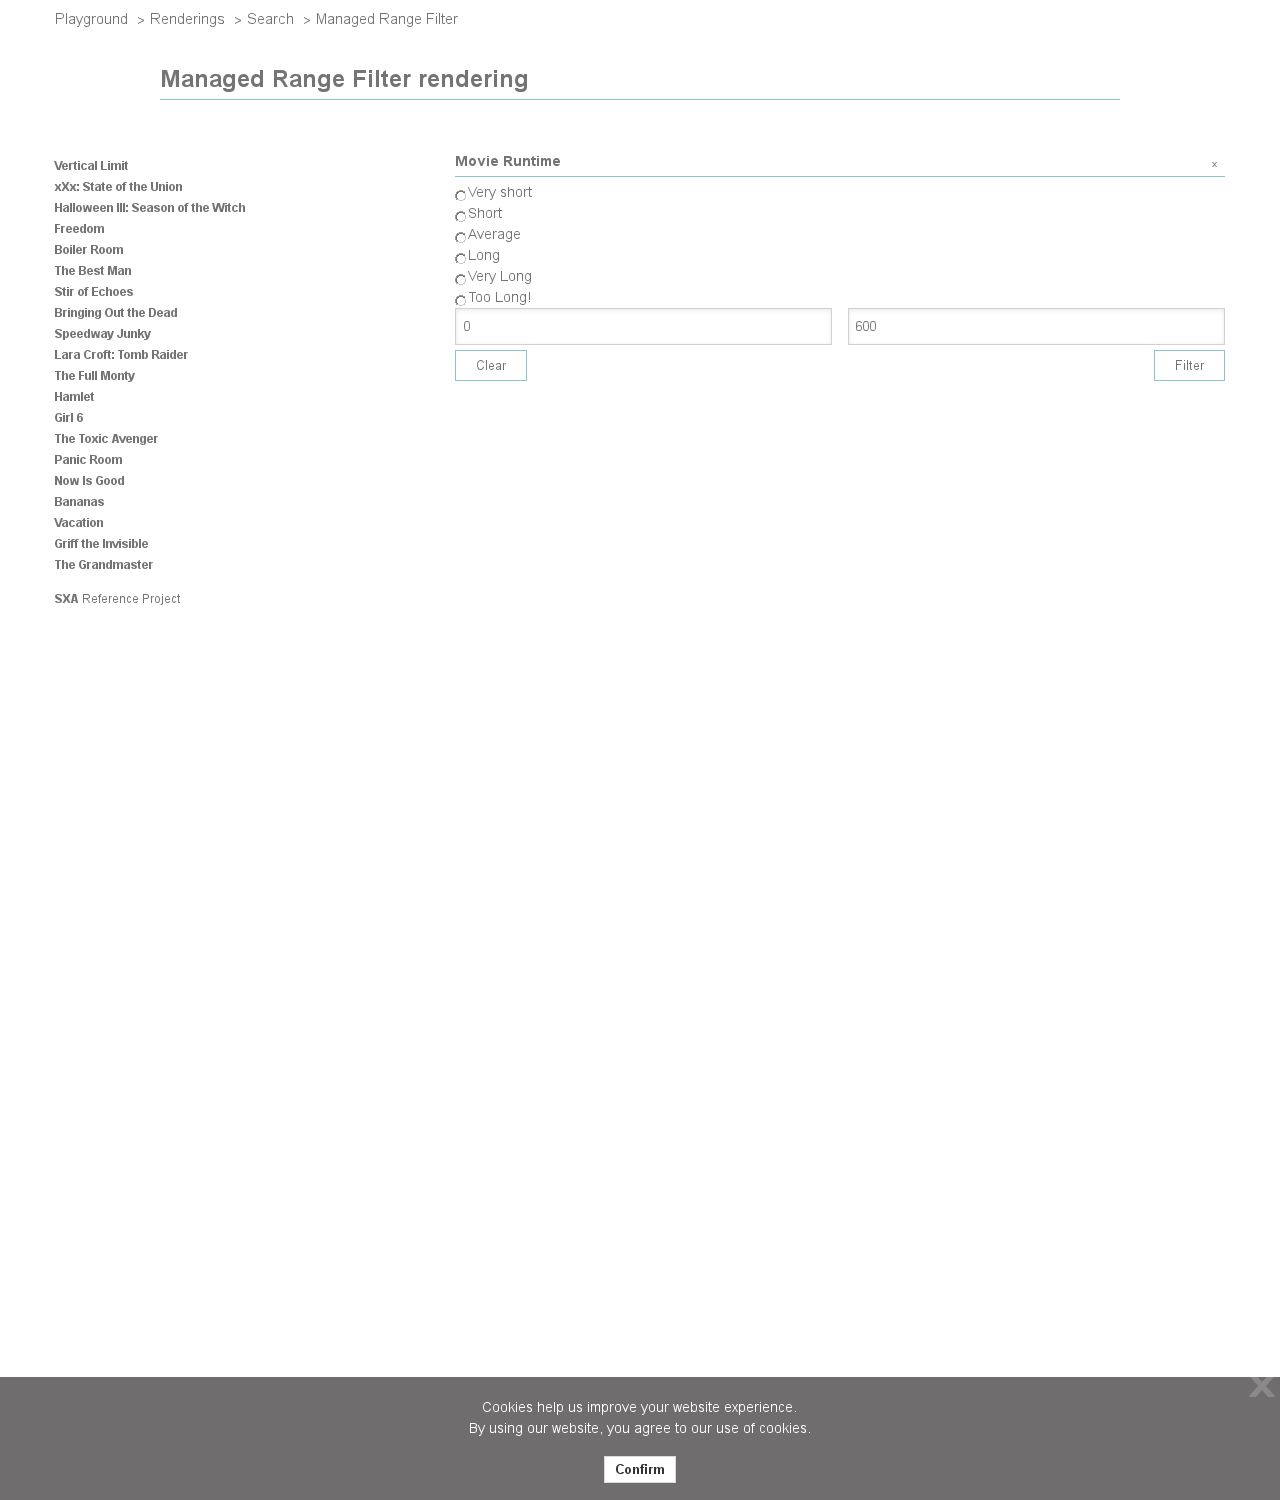 Playground > Renderings > Search > Managed Range Filter
Managed Range Filter rendering
Vertical Limit
xXx: State of the Union
Halloween III: Season of the Witch
Freedom
Boiler Room
The Best Man
Stir of Echoes
Bringing Out the Dead
Speedway Junky
Lara Croft: Tomb Raider
The Full Monty
Hamlet
Girl 6
The Toxic Avenger
Panic Room
Now Is Good
Bananas
Vacation
Griff the Invisible
The Grandmaster
SXA Reference Project
Movie Runtime x
Very short
Short
Average
Long
Very Long
Too Long!
0 600
Clear Filter
X
Cookies help us improve your website experience.
By using our website, you agree to our use of cookies.
Confirm